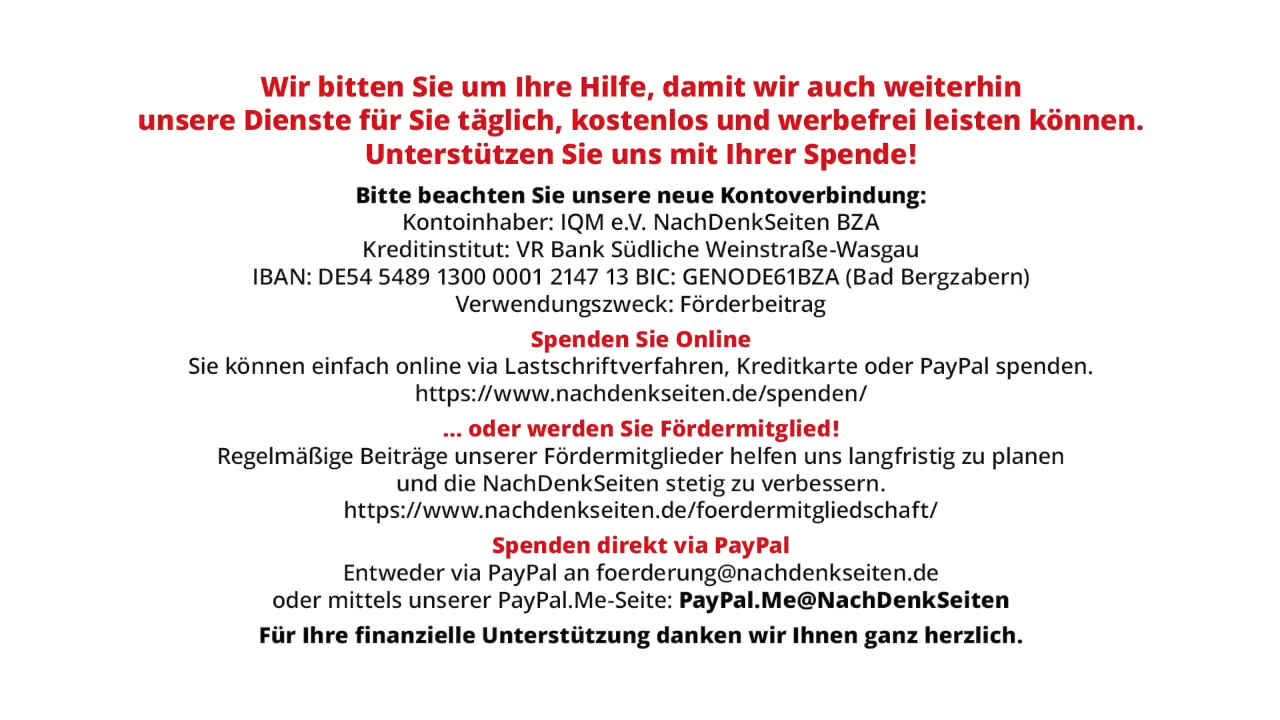 Wir bitten Sie um Ihre Hilfe, damit wir auch weiterhin
unsere Dienste für Sie täglich, kostenlos und werbefrei leisten können.
Unterstützen Sie uns mit Ihrer Spende!
Bitte beachten Sie unsere neue Kontoverbindung:
Kontoinhaber: IQM e.V. NachDenkSeiten BZA
Kreditinstitut: VR Bank Südliche Weinstraße-Wasgau
IBAN: DE54 5489 1300 0001 2147 13 BIC: GENODE61BZA (Bad Bergzabern)
Verwendungszweck: Förderbeitrag
Spenden Sie Online
Sie können einfach online via Lastschriftverfahren, Kreditkarte oder PayPal spenden.
https://www.nachdenkseiten.de/spenden/
... oder werden Sie Fördermitglied!
Regelmäßige Beiträge unserer Fördermitglieder helfen uns langfristig zu planen
und die NachDenkSeiten stetig zu verbessern.
https://www.nachdenkseiten.de/foerdermitgliedschaft/
Spenden direkt via PayPal
Entweder via PayPal an foerderung@nachdenkseiten.de
oder mittels unserer PayPal.Me-Seite: PayPal.Me@NachDenkSeiten
Für Ihre finanzielle Unterstützung danken wir Ihnen ganz herzlich.